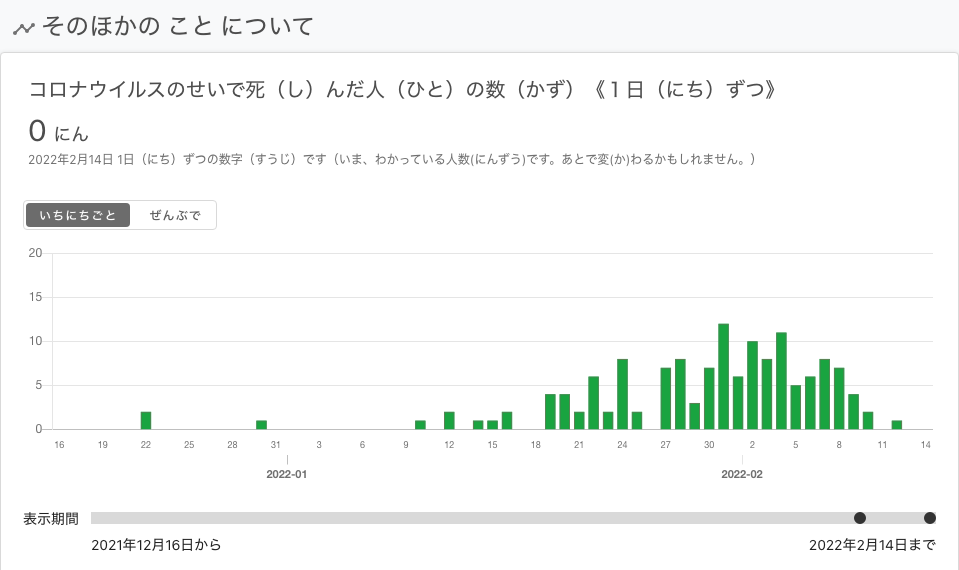 そのほかの こと について
コロナウイルスのせいで死（し）んだ人（ひと）の数（かず）《１日（にち）ずつ》
0 にん
2022年2月14日 1日（にち）ずつの数字（すうじ）です（いま、わかっている人数(にんずう)です。あとで変(か)わるかもしれません。）
いちにちごと ぜんぶで
20
15
10
5
0
16 19 22 25 28 31 3 6 9 12 15 18 21 24 27 30 2 5 8 11 14
2022-01 2022-02
表示期間
2021年12月16日から 2022年2月14日まで